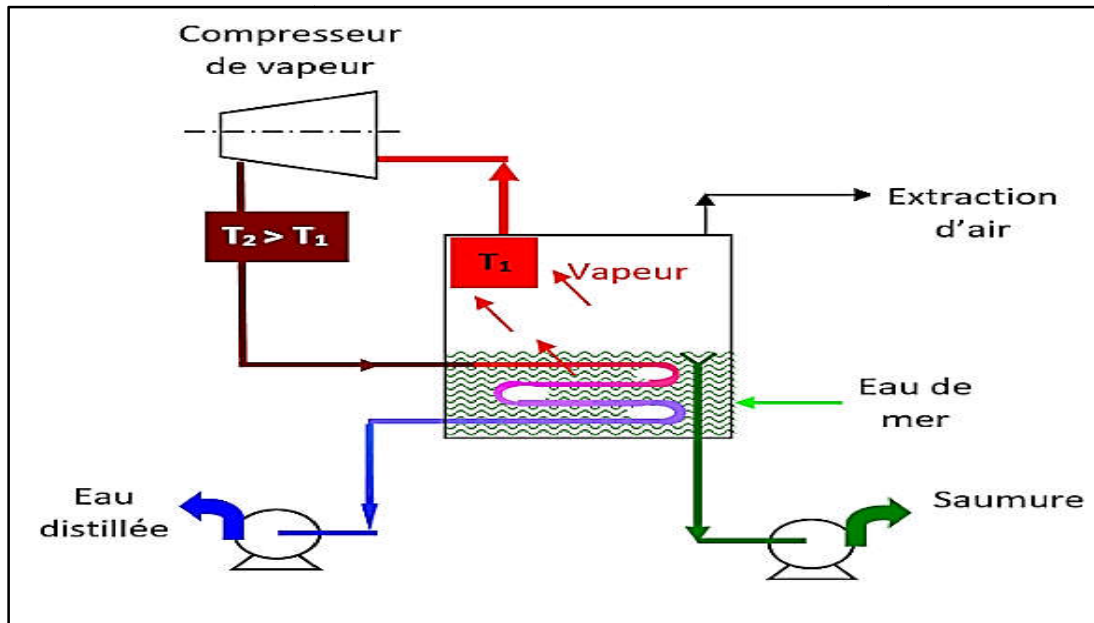 Compresseur
de vapeur
T₂ > T₁
T₁
Vapeur
Extraction
d'air
Eau de
mer
Eau
distillée
Saumure